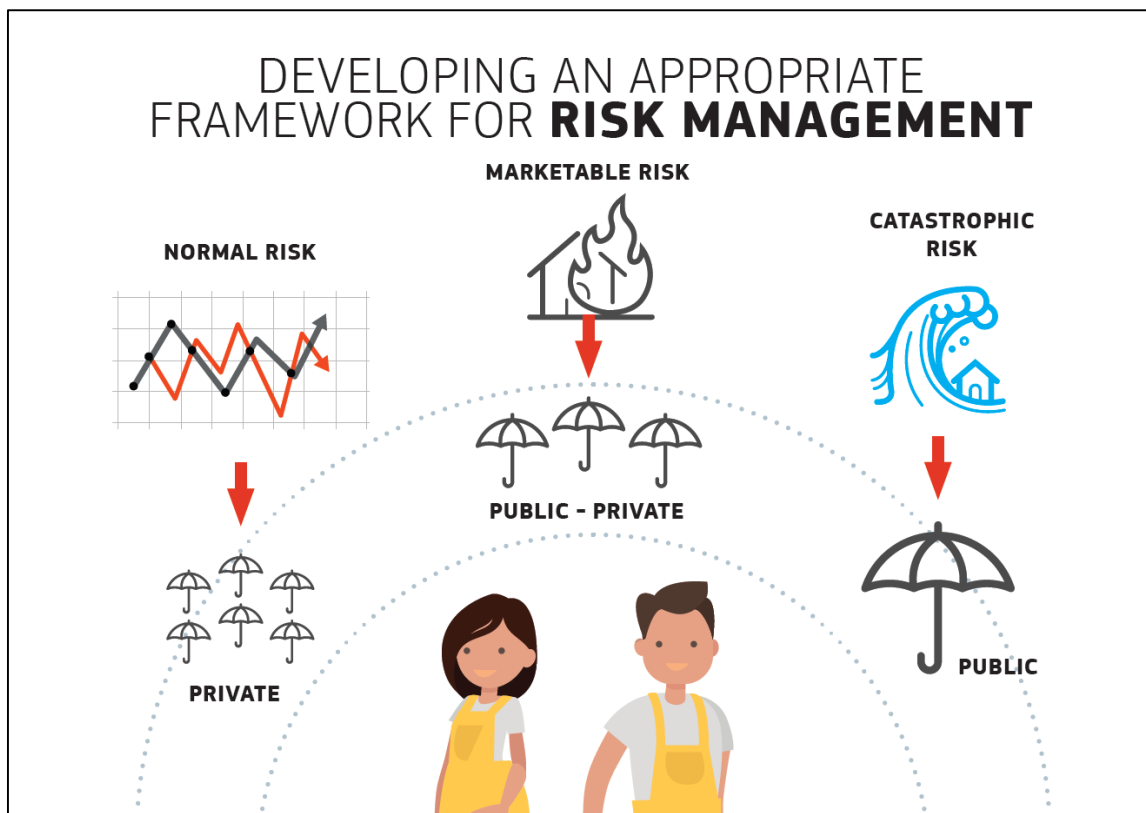 DEVELOPING AN APPROPRIATE
FRAMEWORK FOR RISK MANAGEMENT
MARKETABLE RISK
NORMAL RISK
CATASTROPHIC
RISK
PUBLIC - PRIVATE
PRIVATE
PUBLIC